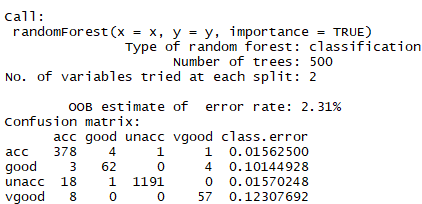 Call:
 randomForest(x = x, y = y, importance = TRUE)
               Type of random forest: classification
                     Number of trees: 500
No. of variables tried at each split: 2

        OOB estimate of  error rate: 2.31%
Confusion matrix:
      acc good unacc vgood class.error
acc   378    4     1     1  0.01562500
good    3   62     0     4  0.10144928
unacc  18    1  1191     0  0.01570248
vgood   8    0     0    57  0.12307692